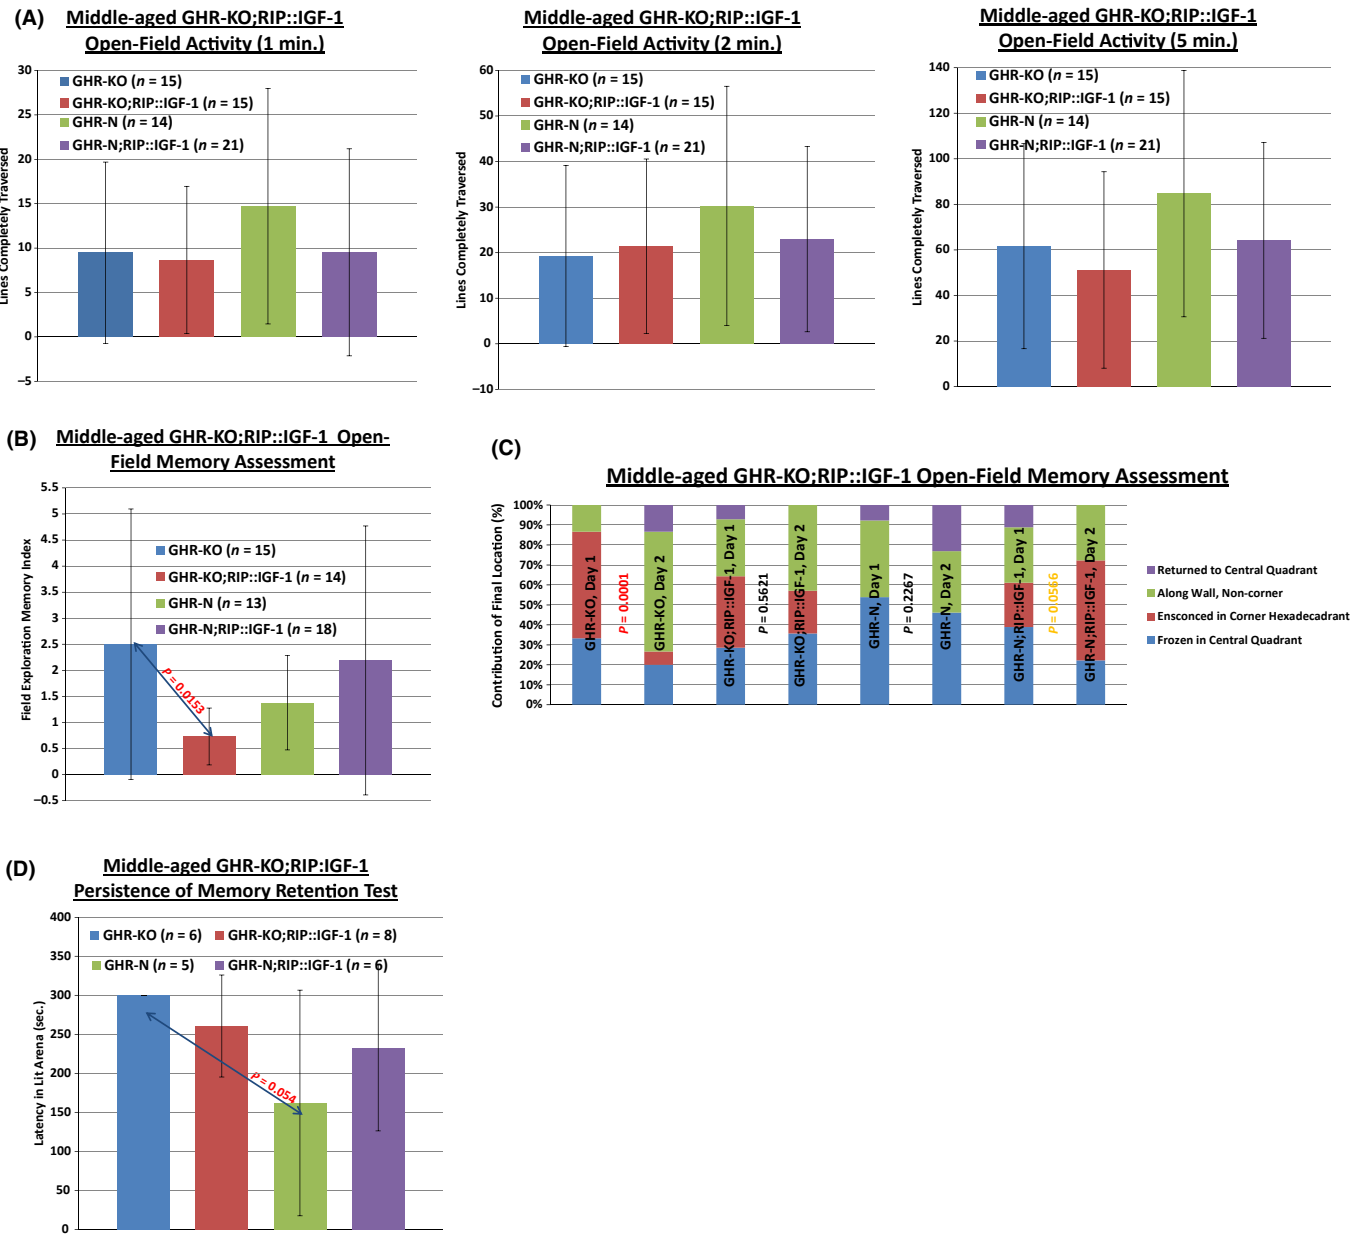 (A)
Middle-aged GHR-KO;RIP::IGF-1
Open-Field Activity (1 min.)
Lines Completely Traversed
30
25
20
15
10
5
0
−5
GHR-KO (n = 15)
GHR-KO;RIP::IGF-1 (n = 15)
GHR-N (n = 14)
GHR-N;RIP::IGF-1 (n = 21)
Middle-aged GHR-KO;RIP::IGF-1
Open-Field Activity (2 min.)
Lines Completely Traversed
60
50
40
30
20
10
0
−10
GHR-KO (n = 15)
GHR-KO;RIP::IGF-1 (n = 15)
GHR-N (n = 14)
GHR-N;RIP::IGF-1 (n = 21)
Middle-aged GHR-KO;RIP::IGF-1
Open-Field Activity (5 min.)
Lines Completely Traversed
140
120
100
80
60
40
20
0
GHR-KO (n = 15)
GHR-KO;RIP::IGF-1 (n = 15)
GHR-N (n = 14)
GHR-N;RIP::IGF-1 (n = 21)
(B)
Middle-aged GHR-KO;RIP::IGF-1 Open-
Field Memory Assessment
Field Exploration Memory Index
5.5
5
4.5
4
3.5
3
2.5
2
1.5
1
0.5
0
−0.5
GHR-KO (n = 15)
GHR-KO;RIP::IGF-1 (n = 14)
GHR-N (n = 13)
GHR-N;RIP::IGF-1 (n = 18)
P = 0.0153
(C)
Middle-aged GHR-KO;RIP::IGF-1 Open-Field Memory Assessment
Contribution of Final Location (%)
100%
90%
80%
70%
60%
50%
40%
30%
20%
10%
0%
GHR-KO, Day 1
P = 0.0001
GHR-KO, Day 2
GHR-KO;RIP::IGF-1, Day 1
P = 0.5621
GHR-KO;RIP::IGF-1, Day 2
GHR-N, Day 1
P = 0.2267
GHR-N, Day 2
GHR-N;RIP::IGF-1, Day 1
P = 0.0566
GHR-N;RIP::IGF-1, Day 2
Returned to Central Quadrant
Along Wall, Non-corner
Ensconced in Corner Hexadecadrant
Frozen in Central Quadrant
(D)
Middle-aged GHR-KO;RIP:IGF-1
Persistence of Memory Retention Test
Latency in Lit Arena (sec.)
400
350
300
250
200
150
100
50
0
GHR-KO (n = 6)
GHR-KO;RIP::IGF-1 (n = 8)
GHR-N (n = 5)
GHR-N;RIP::IGF-1 (n = 6)
P = 0.054